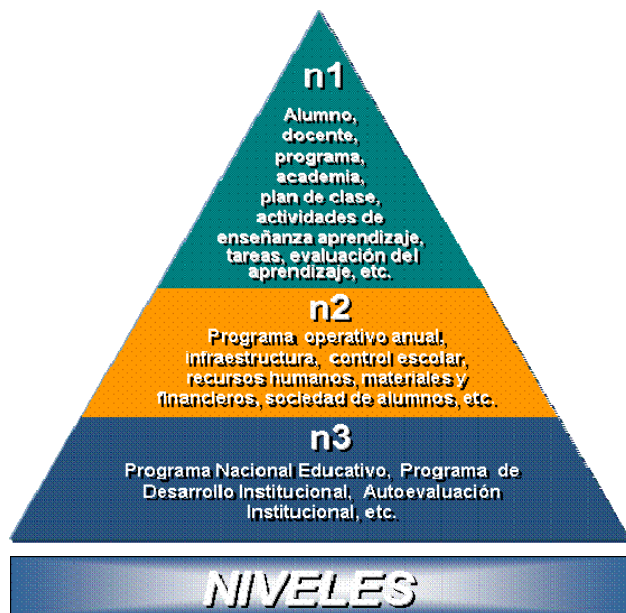 n1
Alumno,
docente,
programa,
academia,
plan de clase,
actividades de
enseñanza aprendizaje,
tareas, evaluación del
aprendizaje, etc.
n2
Programa operativo anual,
infraestructura, control escolar,
recursos humanos, materiales y
financieros, sociedad de alumnos, etc.
n3
Programa Nacional Educativo, Programa de
Desarrollo Institucional, Autoevaluación
Institucional, etc.
NIVELES